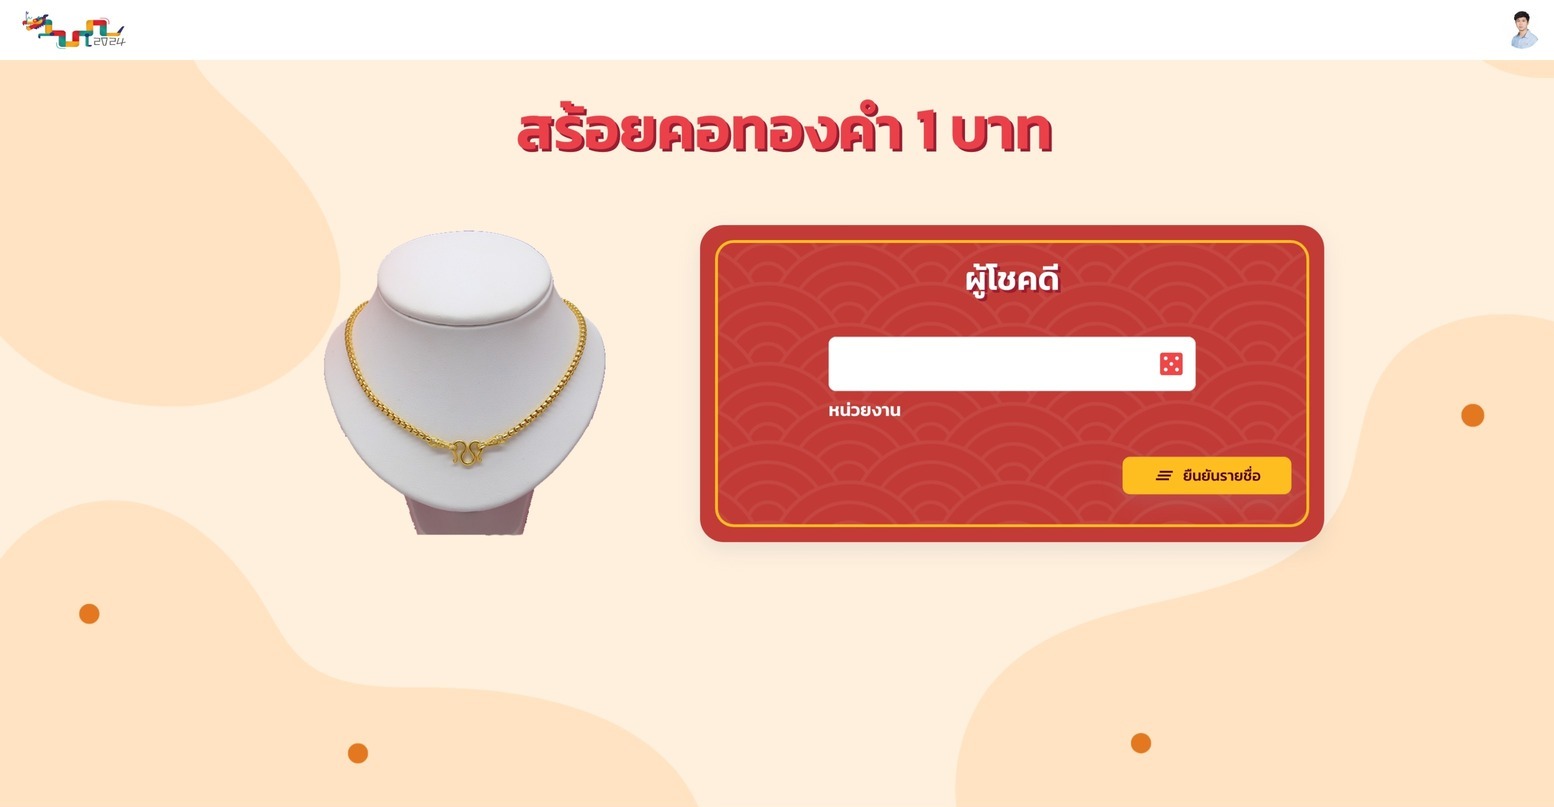 2024
สร้อยคอทองคำ 1 บาท
ผู้โชคดี
หน่วยงาน
ยืนยันรายชื่อ